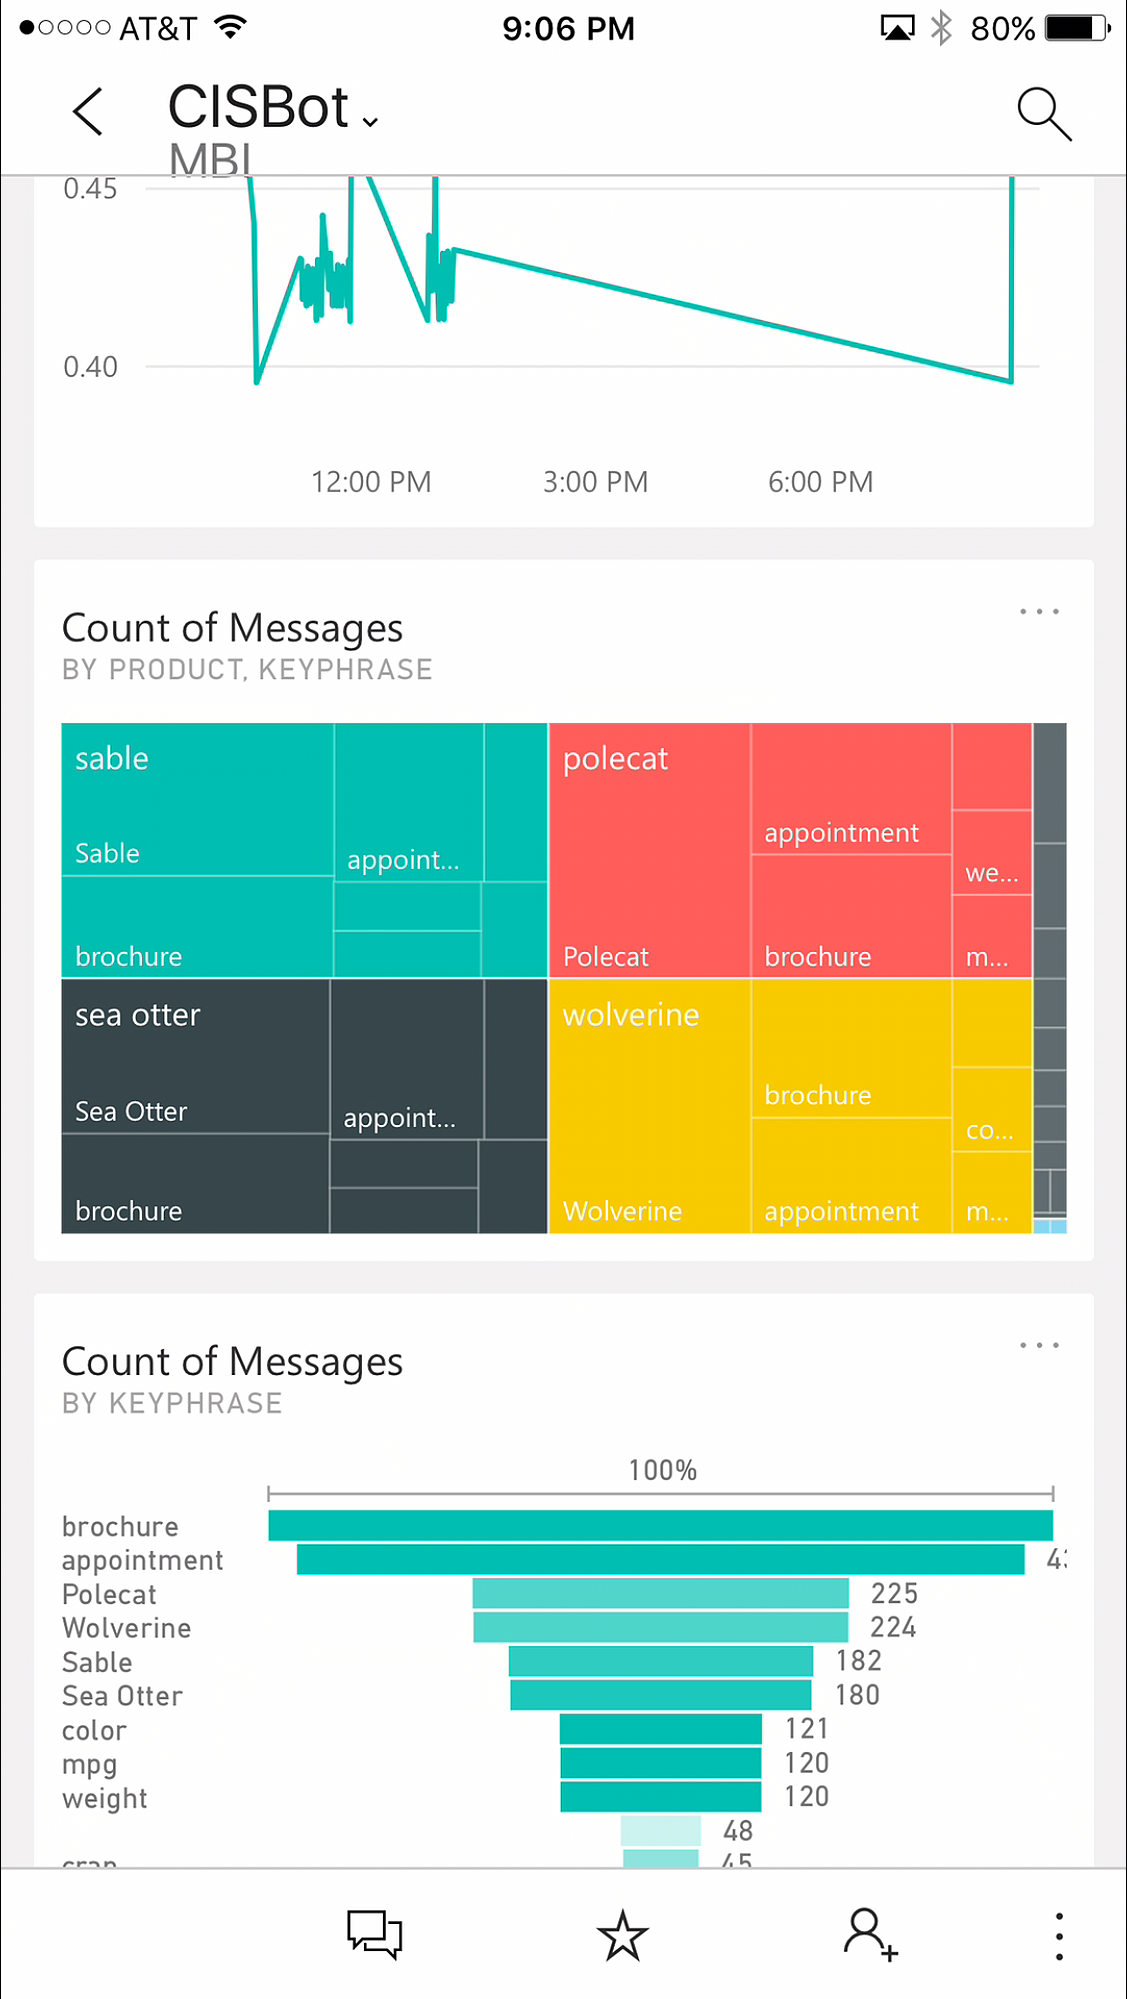 AT&T 9:06 PM 80%
CISBot
MBI
0.45
0.40
12:00 PM 3:00 PM 6:00 PM
Count of Messages
BY PRODUCT, KEYPHRASE
sable
Sable
appoint...
brochure
polecat
appointment
we...
Polecat
brochure
m...
sea otter
Sea Otter
appoint...
brochure
wolverine
brochure
co...
Wolverine
appointment
m...
Count of Messages
BY KEYPHRASE
100%
brochure
appointment
Polecat 225
Wolverine 224
Sable 182
Sea Otter 180
color 121
mpg 120
weight 120
48
45